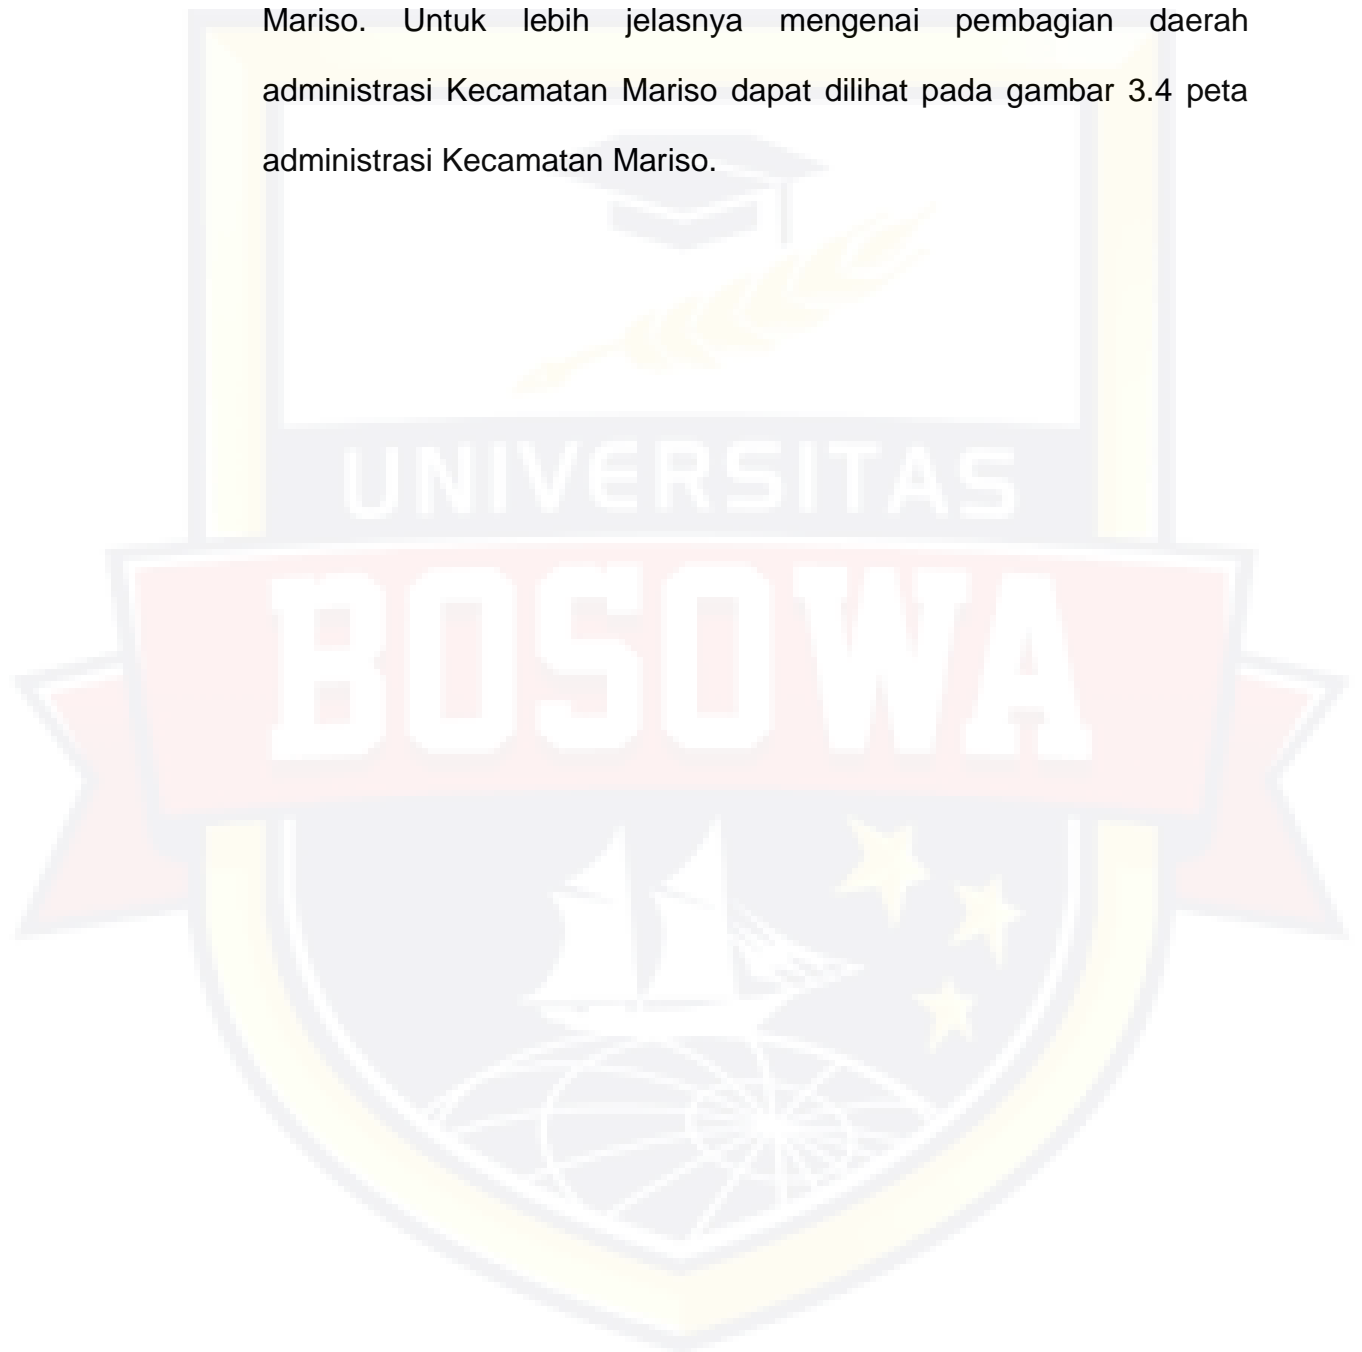 Mariso. Untuk lebih jelasnya mengenai pembagian daerah
administrasi Kecamatan Mariso dapat dilihat pada gambar 3.4 peta
administrasi Kecamatan Mariso.
UNIVERSITAS
BOSOWA